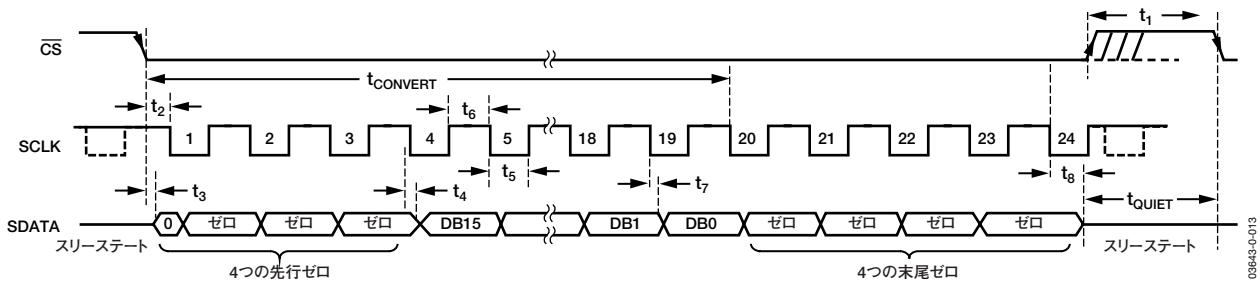 t1
CS
tCONVERT
t2
t6
SCLK
1 2 3 4 5 18 19 20 21 22 23 24
t3
t4
t5
t7
t8
tQUIET
SDATA
0 ゼロ ゼロ ゼロ DB15 DB1 DB0 ゼロ ゼロ ゼロ ゼロ
スリーステート
4つの先行ゼロ
4つの末尾ゼロ
スリーステート
03643-0-013